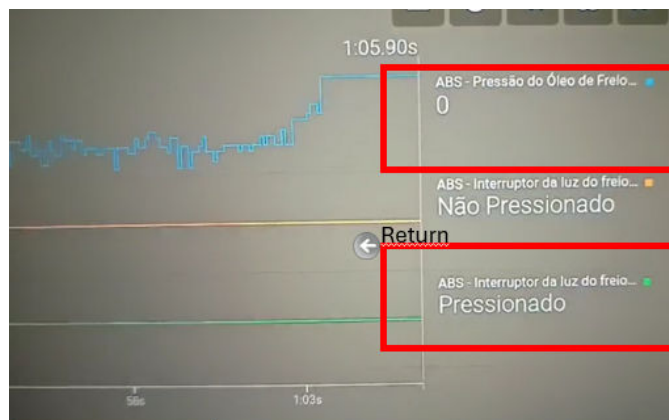 1:05.90s
ABS - Pressão do Óleo de Freio...
0
ABS - Interruptor da luz do freio...
Não Pressionado
Return
ABS - Interruptor da luz do freio...
Pressionado
56s
1:03s